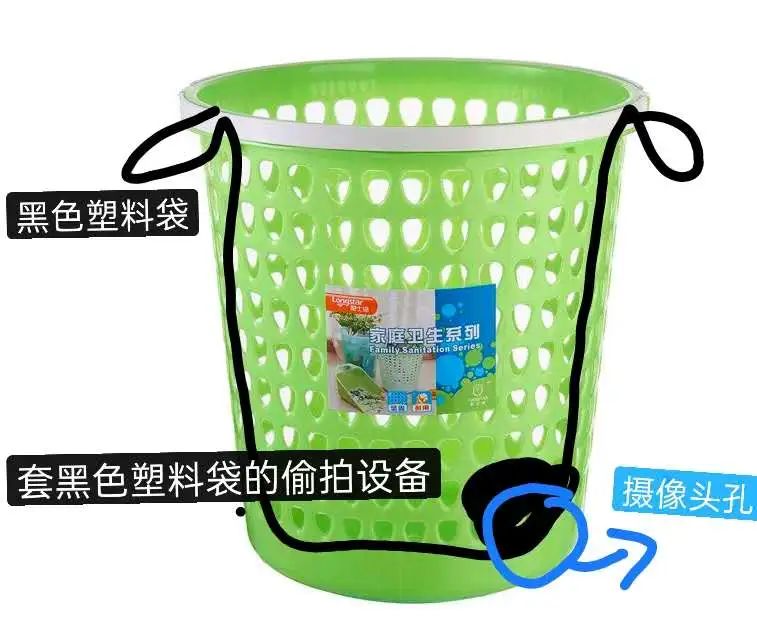 黑色塑料袋
Longstar
家庭卫生系列
Family Sanitation Series
套黑色塑料袋的偷拍设备
摄像头孔